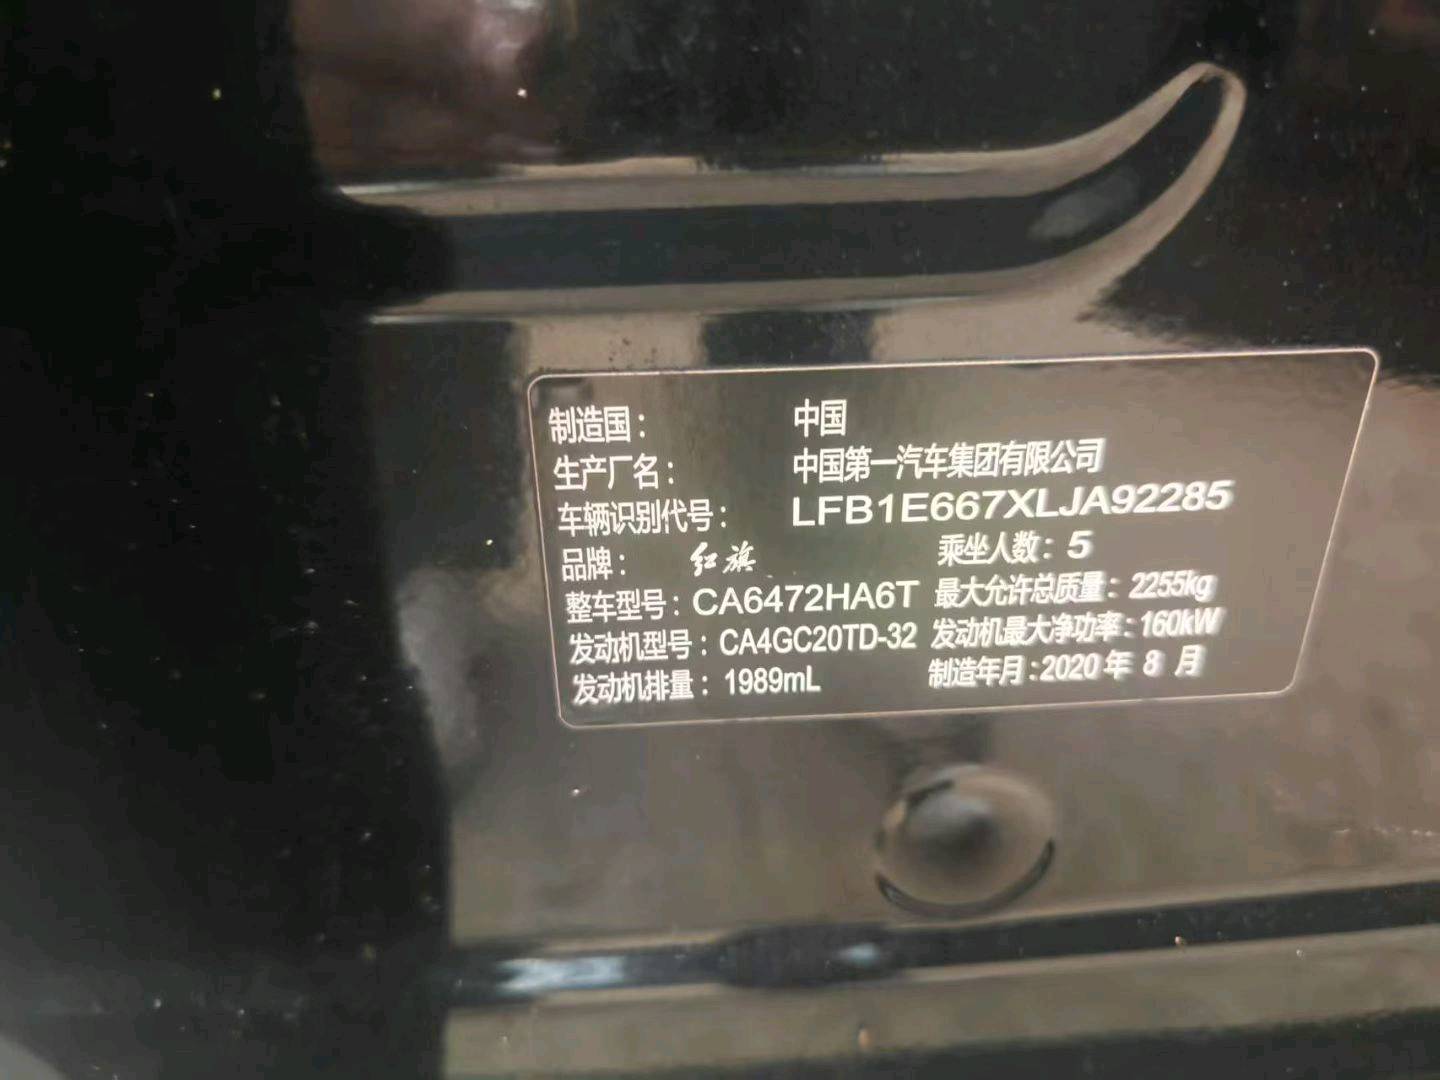 制造国： 中国
生产厂名： 中国第一汽车集团有限公司
车辆识别代号： LFB1E667XLJA92285
品牌： 红旗 乘坐人数：5
整车型号：CA6472HA6T 最大允许总质量：2255kg
发动机型号：CA4GC20TD-32 发动机最大净功率：160kW
发动机排量：1989mL 制造年月：2020年 8 月